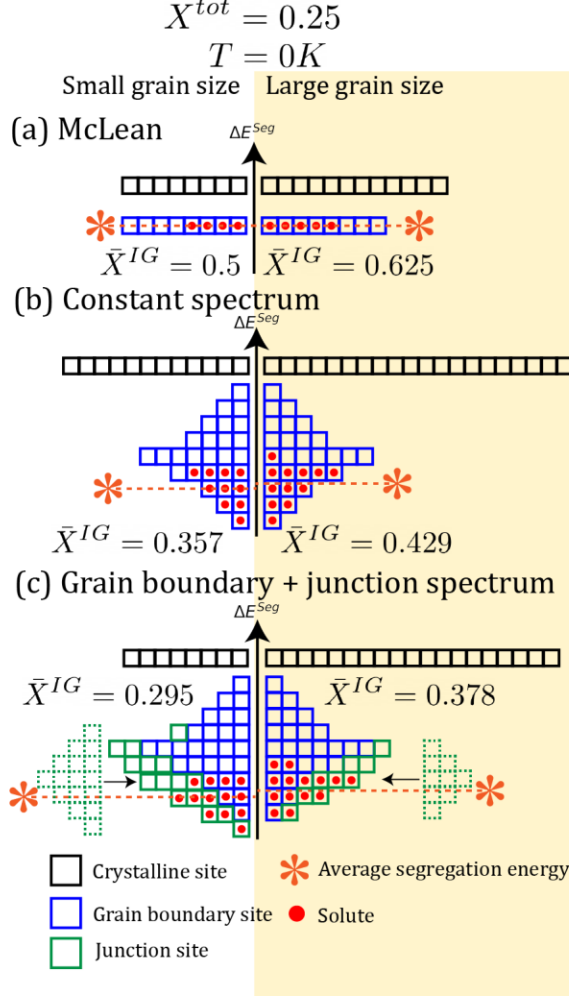 X^{tot} = 0.25
T = 0K
Small grain size Large grain size
(a) McLean
ΔE^{Seg}
X̄^{IG} = 0.5 X̄^{IG} = 0.625
(b) Constant spectrum
ΔE^{Seg}
X̄^{IG} = 0.357 X̄^{IG} = 0.429
(c) Grain boundary + junction spectrum
ΔE^{Seg}
X̄^{IG} = 0.295 X̄^{IG} = 0.378
Crystalline site Average segregation energy
Grain boundary site Solute
Junction site